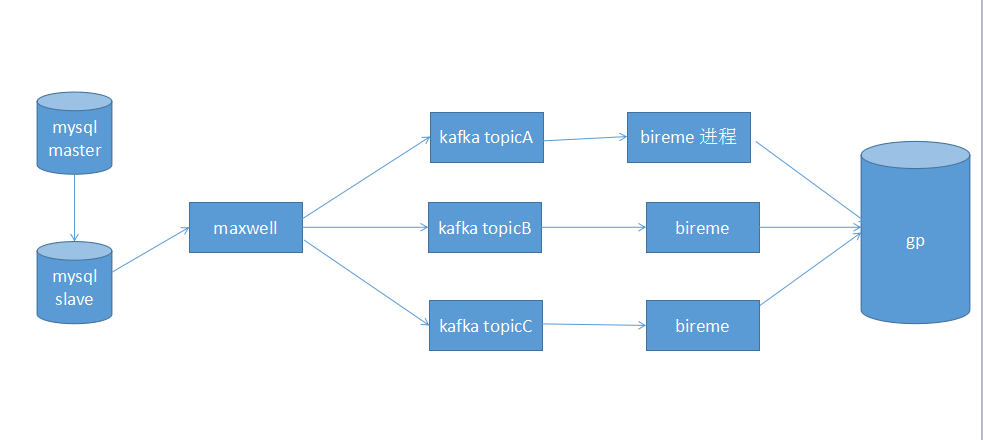 mysql
master
mysql
slave
maxwell
kafka topicA
bireme 进程
kafka topicB
bireme
kafka topicC
bireme
gp